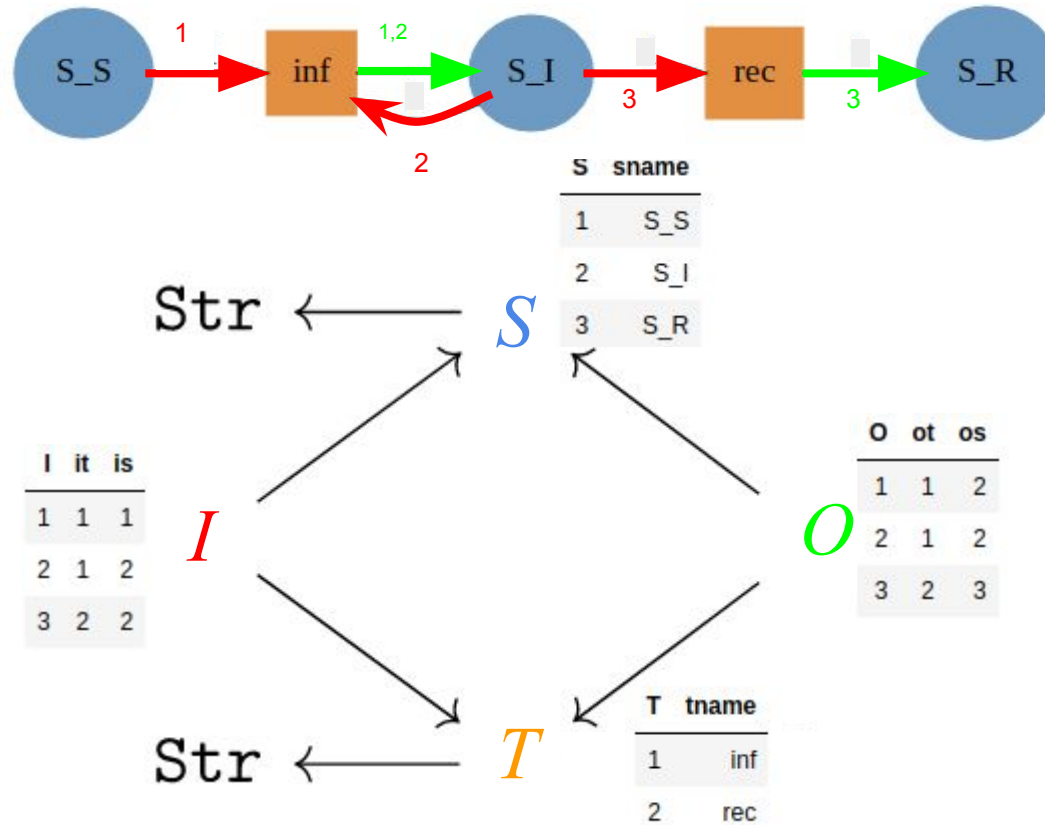 1 1,2
S_S inf S_I rec S_R
2 3 3
S sname
1 S_S
2 S_I
3 S_R
Str S
I it is
1 1 1
2 1 2
3 2 2
I
O
O ot os
1 1 2
2 1 2
3 2 3
T tname
1 inf
2 rec
Str T